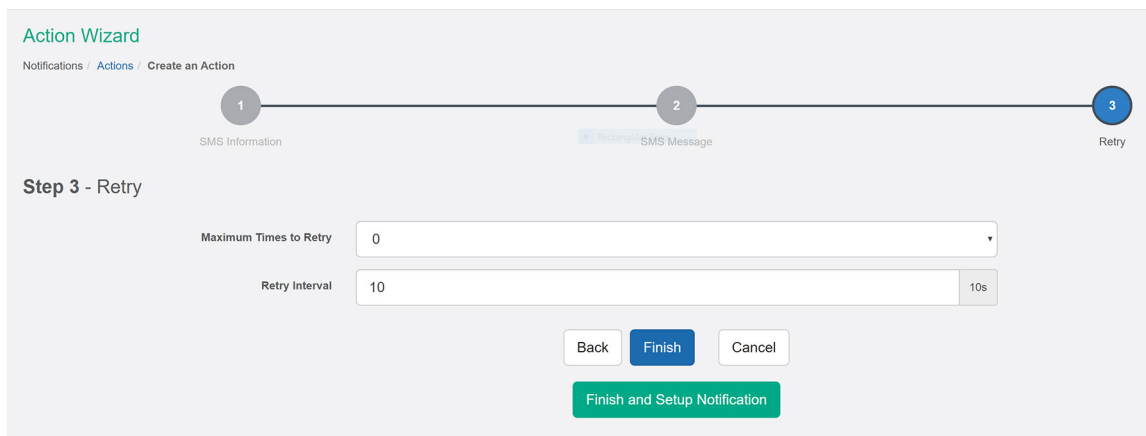 Action Wizard
Notifications / Actions / Create an Action
1 2 3
SMS Information SMS Message Retry
Step 3 - Retry
Maximum Times to Retry 0
Retry Interval 10 10s
Back Finish Cancel
Finish and Setup Notification